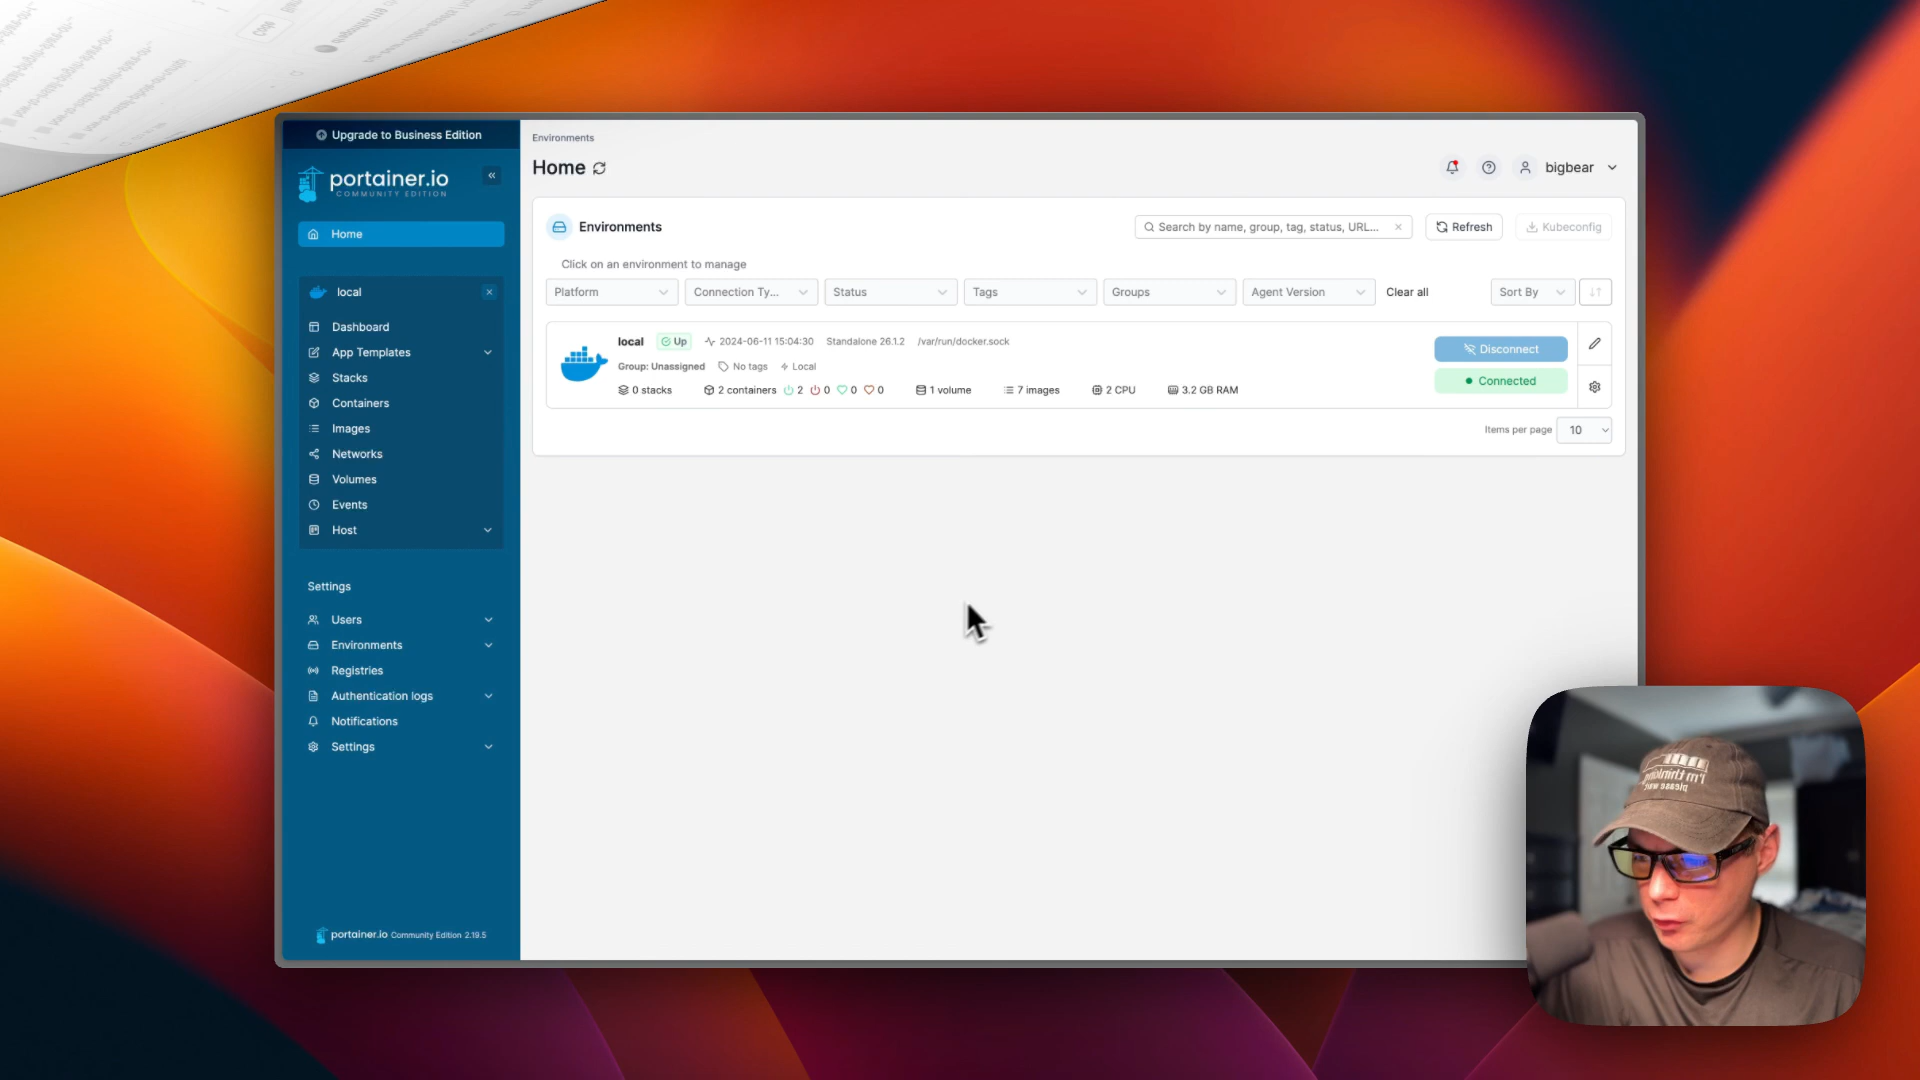 Upgrade to Business Edition
portainer.io
COMMUNITY EDITION
Home
local
Dashboard
App Templates
Stacks
Containers
Images
Networks
Volumes
Events
Host
Settings
Users
Environments
Registries
Authentication logs
Notifications
Settings
portainer.io Community Edition 2.19.5
Environments
Home
bigbear
Environments
Search by name, group, tag, status, URL...
Refresh
Kubeconfig
Click on an environment to manage
Platform
Connection Ty...
Status
Tags
Groups
Agent Version
Clear all
Sort By
local
Up
2024-06-11 15:04:30
Standalone 26.1.2
/var/run/docker.sock
Group: Unassigned
No tags
Local
0 stacks
2 containers
2
0
0
0
1 volume
7 images
2 CPU
3.2 GB RAM
Disconnect
Connected
Items per page
10
I'm thinking
please wait